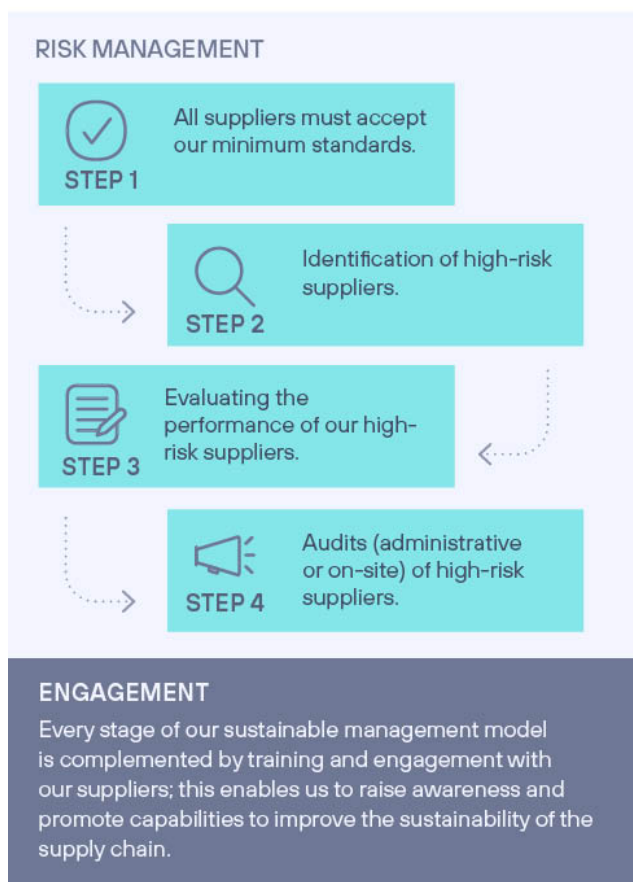 RISK MANAGEMENT
All suppliers must accept
our minimum standards.
STEP 1
Identification of high-risk
suppliers.
STEP 2
Evaluating the
performance of our high-
risk suppliers.
STEP 3
Audits (administrative
or on-site) of high-risk
suppliers.
STEP 4
ENGAGEMENT
Every stage of our sustainable management model
is complemented by training and engagement with
our suppliers; this enables us to raise awareness and
promote capabilities to improve the sustainability of the
supply chain.